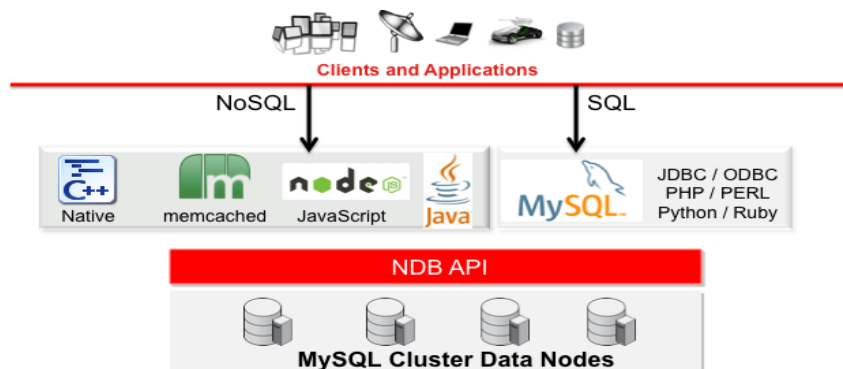 Clients and Applications
NoSQL
SQL
C++
Native
m
memcached
node JS
JavaScript
Java
MySQL™
JDBC / ODBC
PHP / PERL
Python / Ruby
NDB API
MySQL Cluster Data Nodes